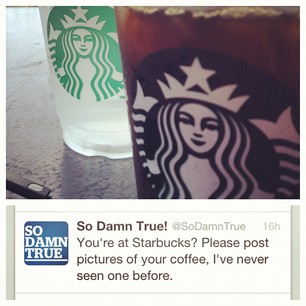 SO
DAMN
TRUE
So Damn True! @SoDamnTrue 16h
You're at Starbucks? Please post
pictures of your coffee, I've never
seen one before.